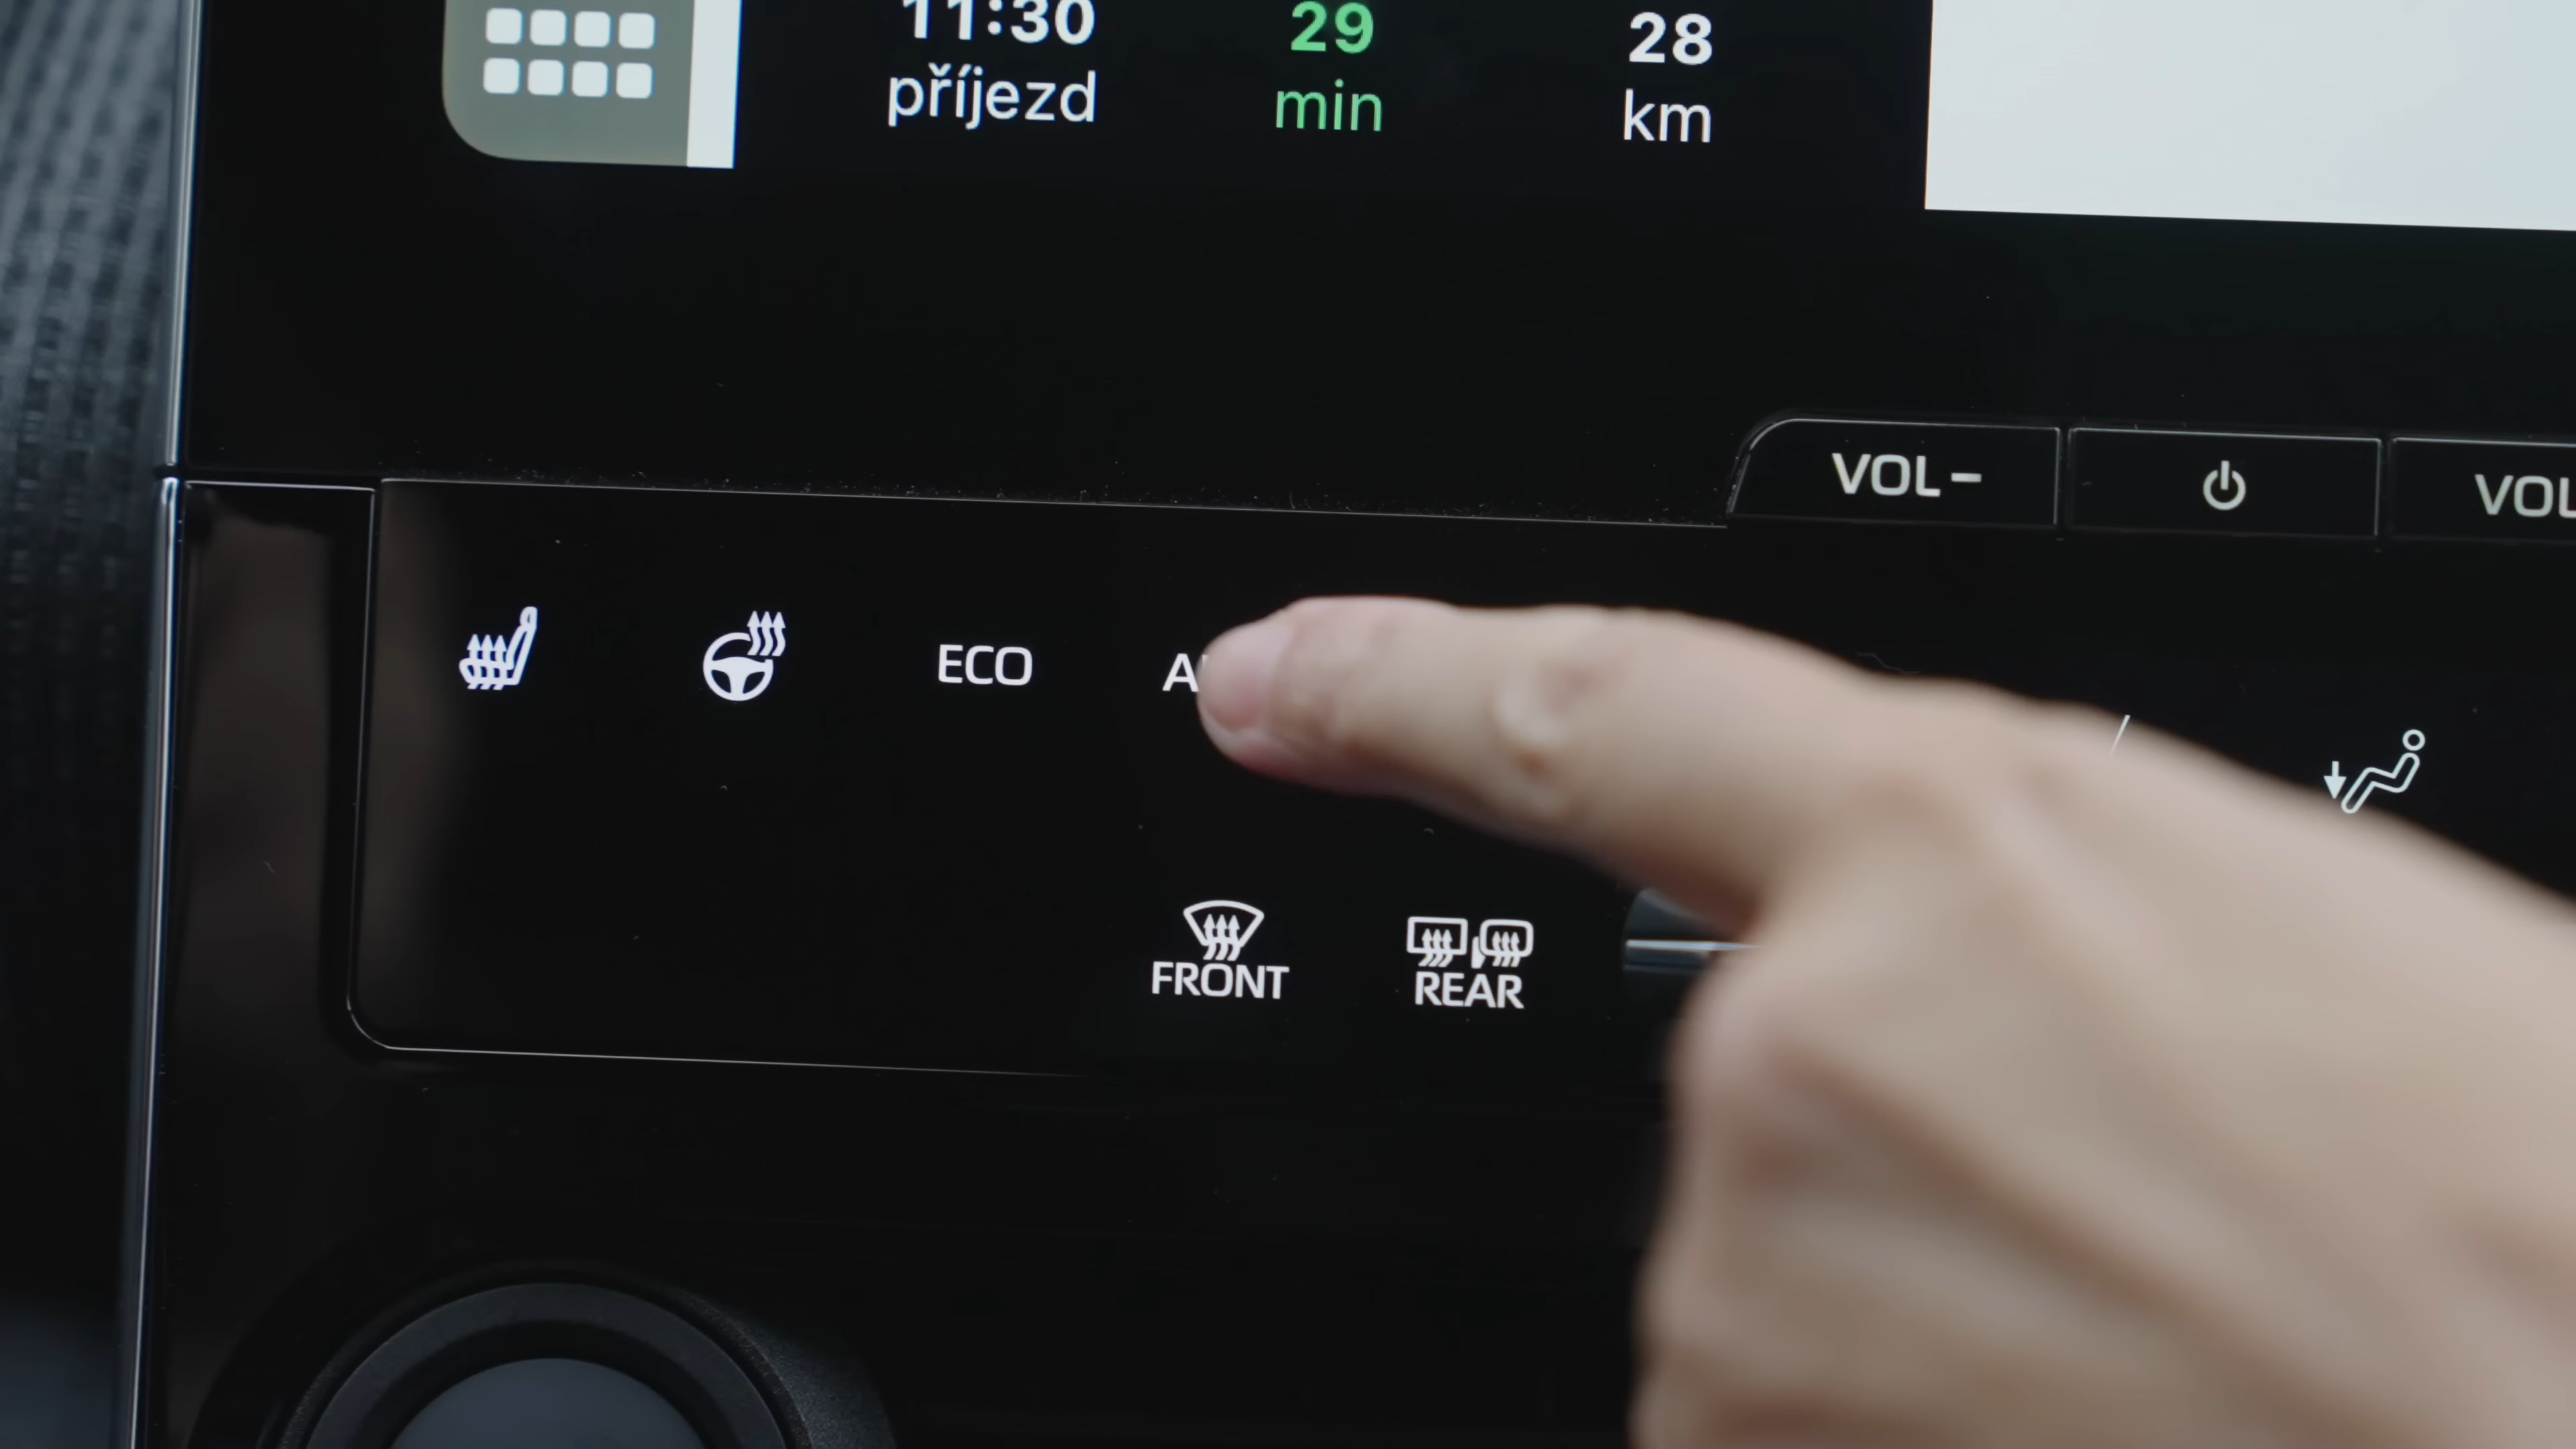 11:30
příjezd
29
min
28
km
VOL –
ECO
FRONT
REAR